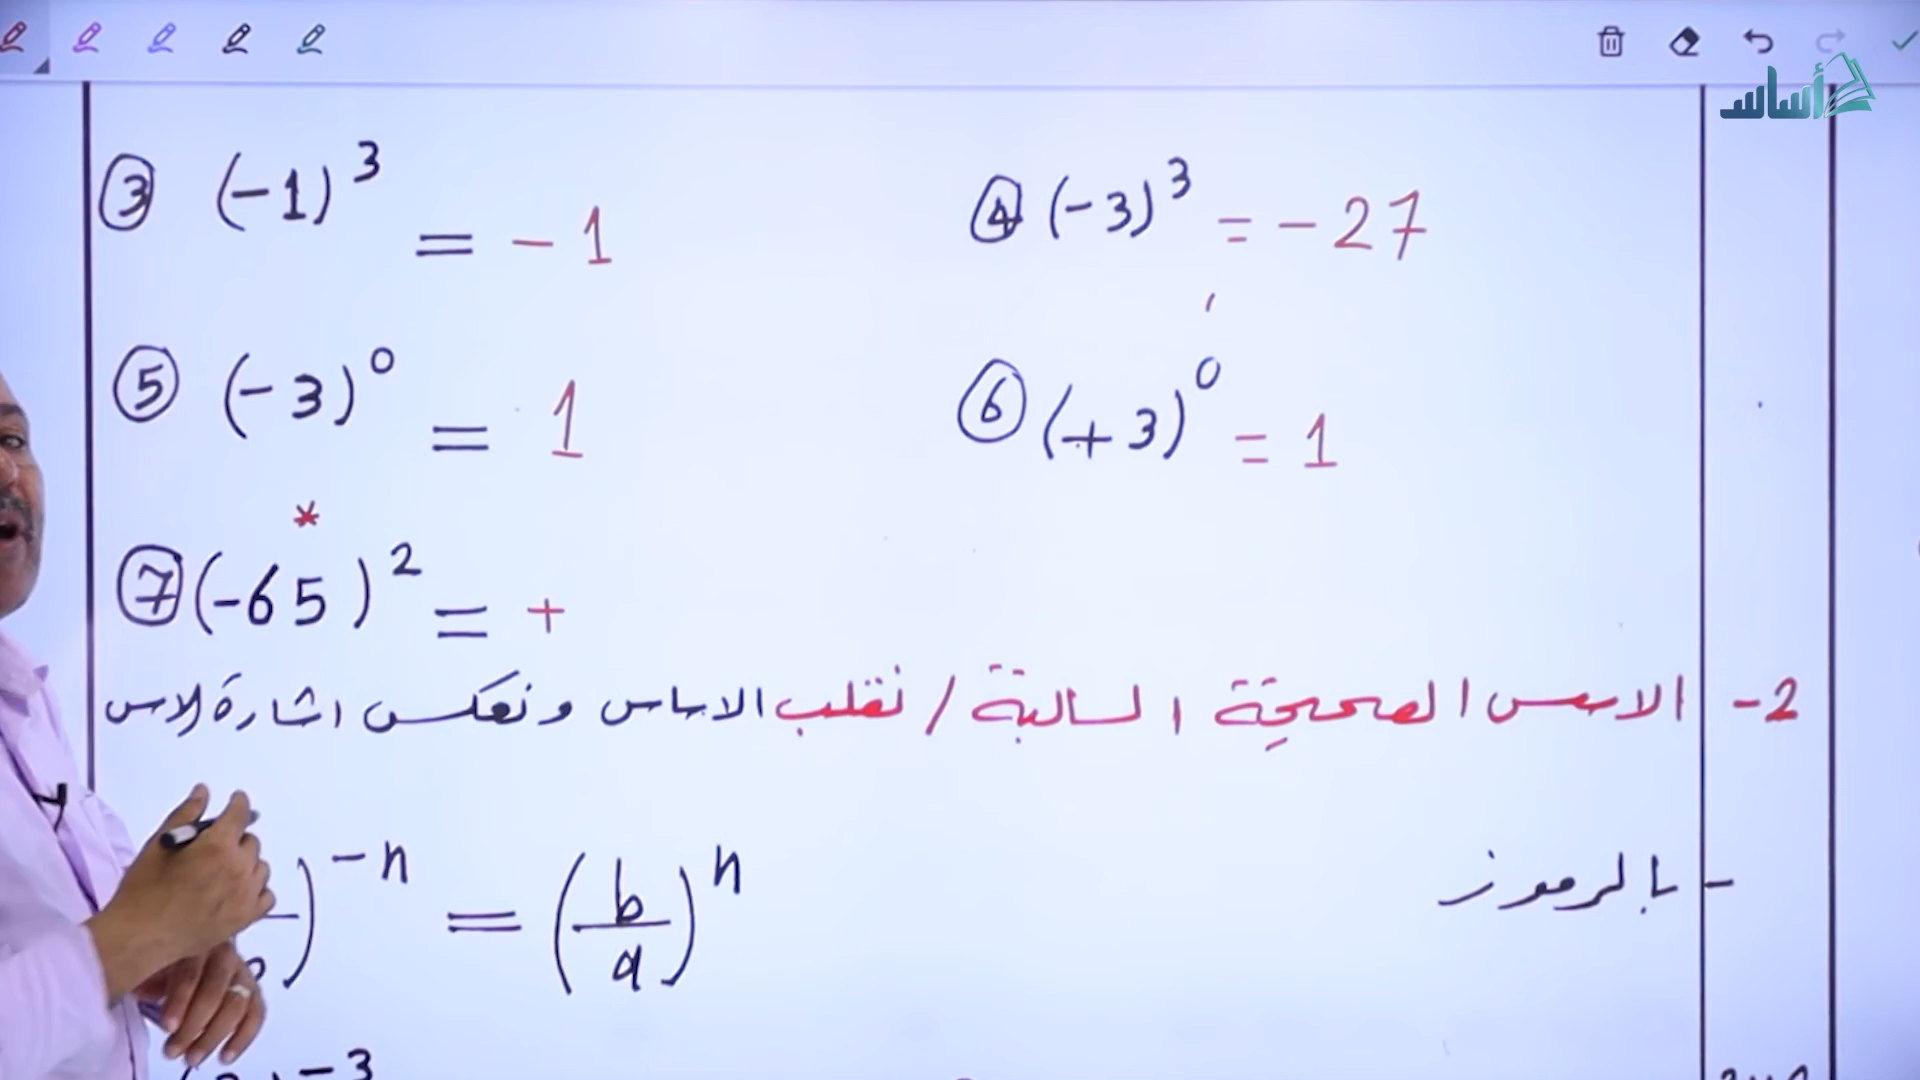 أساس
③ (-1)^3 = -1
④ (-3)^3 = -27
⑤ (-3)^0 = 1
⑥ (+3)^0 = 1
*
⑦ (-65)^2 = +
2- الاسس الصحيحة السالبة / نقلب الاساس ونعكس اشارة الاس
- بالرموز
)^-n = (b/a)^n
-3